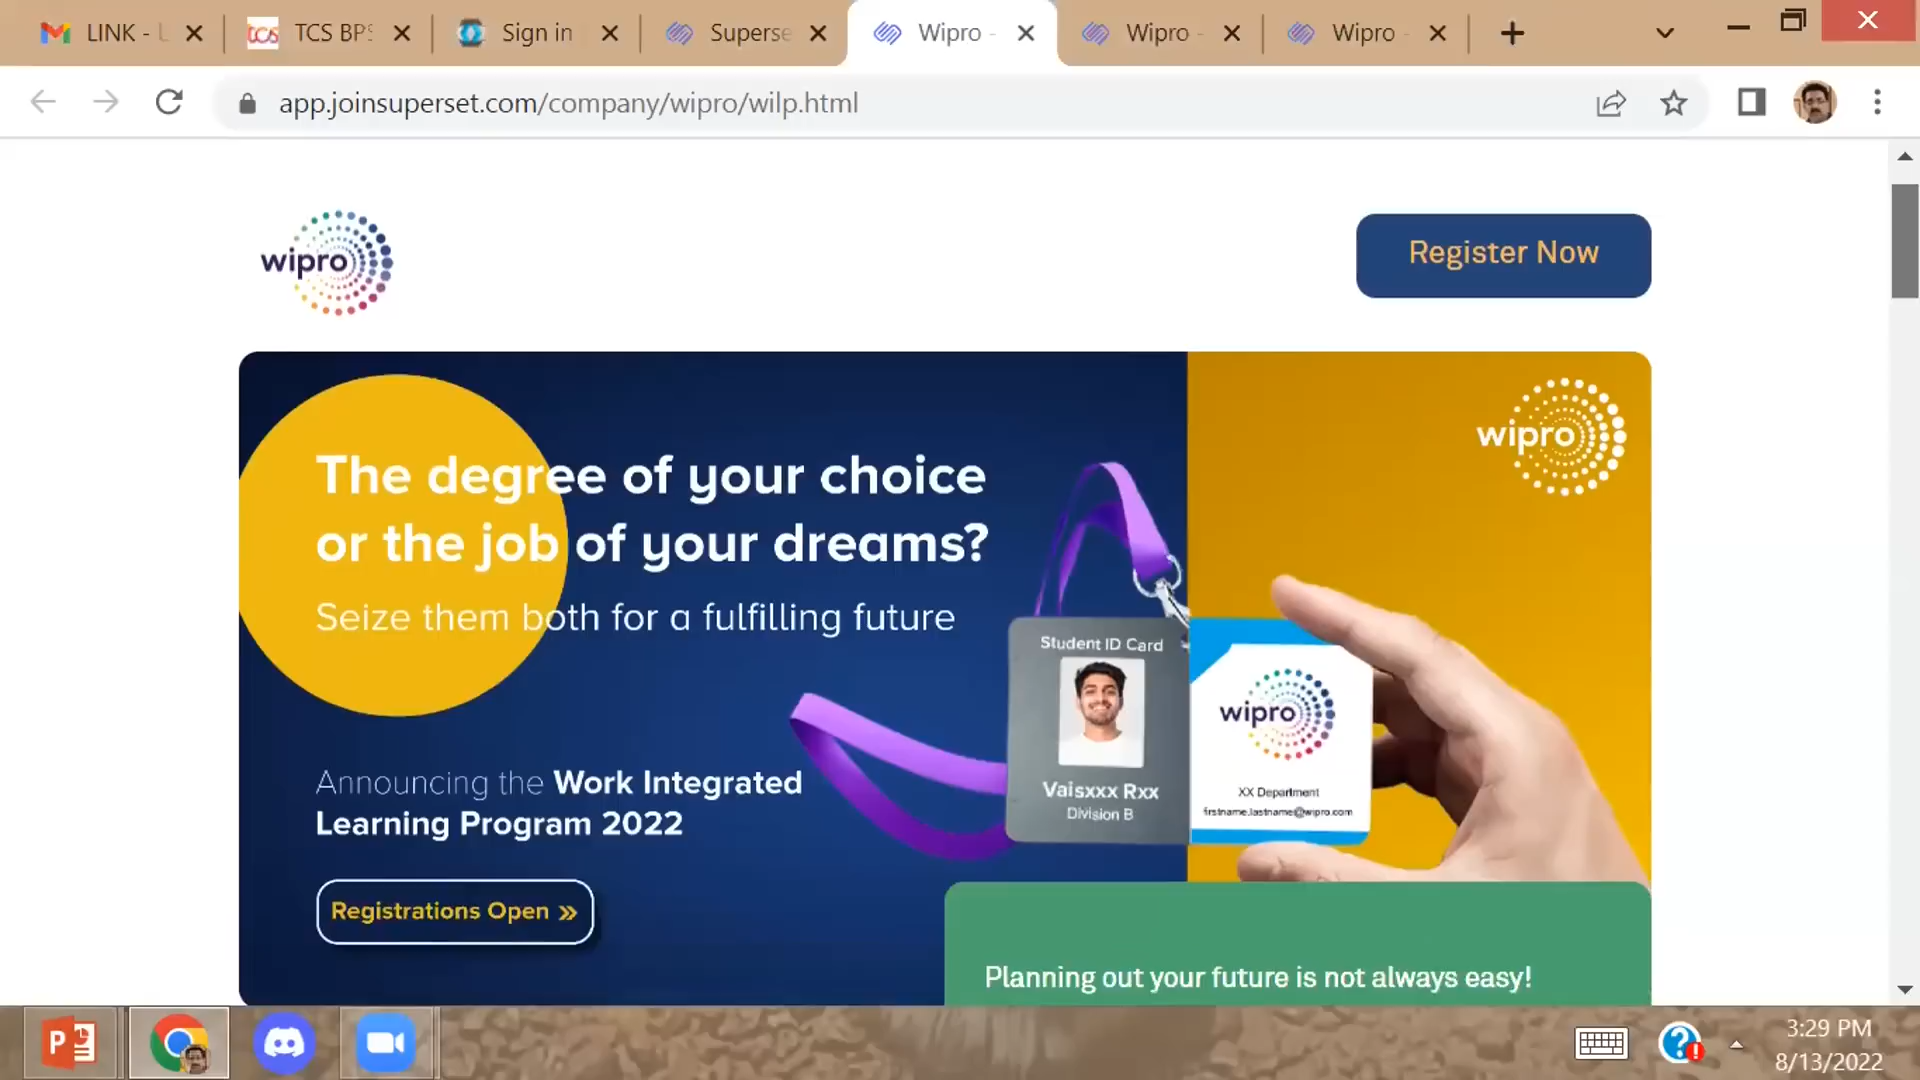 LINK - L
TCS BPS
Sign in
Superse
Wipro -
Wipro -
Wipro -
app.joinsuperset.com/company/wipro/wilp.html
wipro
Register Now
wipro
The degree of your choice
or the job of your dreams?
Seize them both for a fulfilling future
Student ID Card
wipro
Vaisxxx Rxx
Division B
XX Department
firstname.lastname@wipro.com
Announcing the Work Integrated
Learning Program 2022
Registrations Open »
Planning out your future is not always easy!
3:29 PM
8/13/2022